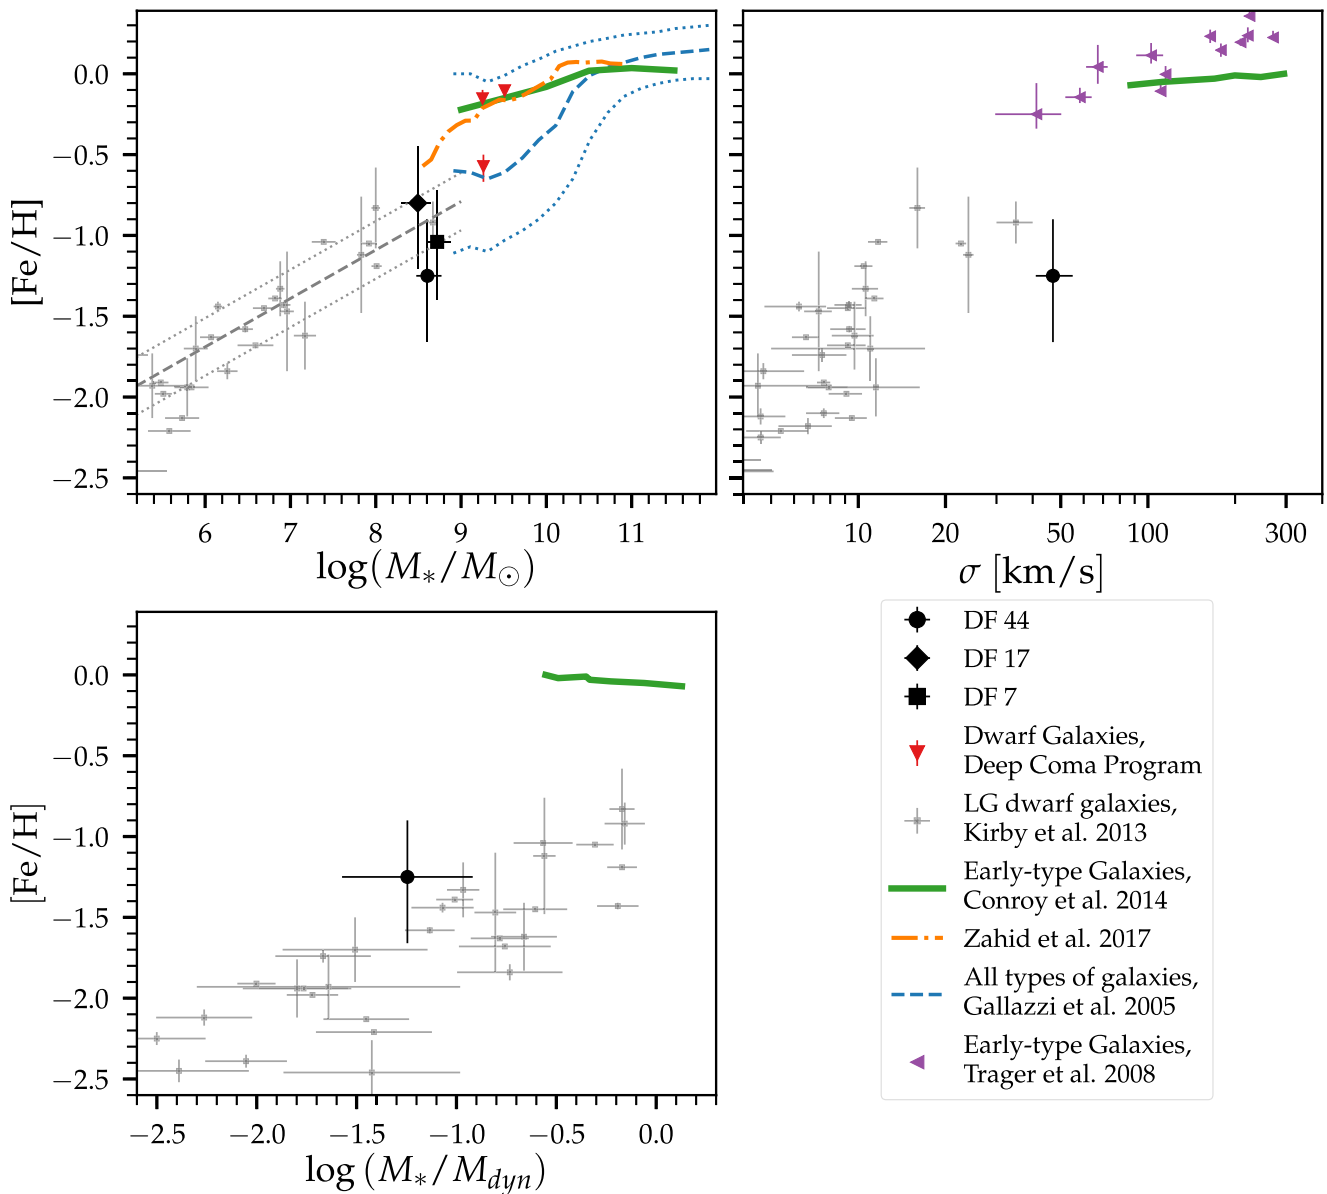 0.0
−0.5
−1.0
−1.5
−2.0
−2.5
[Fe/H]
6 7 8 9 10 11
log(M*/M⊙)
10 20 50 100 300
σ [km/s]
0.0
−0.5
−1.0
−1.5
−2.0
−2.5
[Fe/H]
−2.5 −2.0 −1.5 −1.0 −0.5 0.0
log (M*/Mdyn)
DF 44
DF 17
DF 7
Dwarf Galaxies,
Deep Coma Program
LG dwarf galaxies,
Kirby et al. 2013
Early-type Galaxies,
Conroy et al. 2014
Zahid et al. 2017
All types of galaxies,
Gallazzi et al. 2005
Early-type Galaxies,
Trager et al. 2008